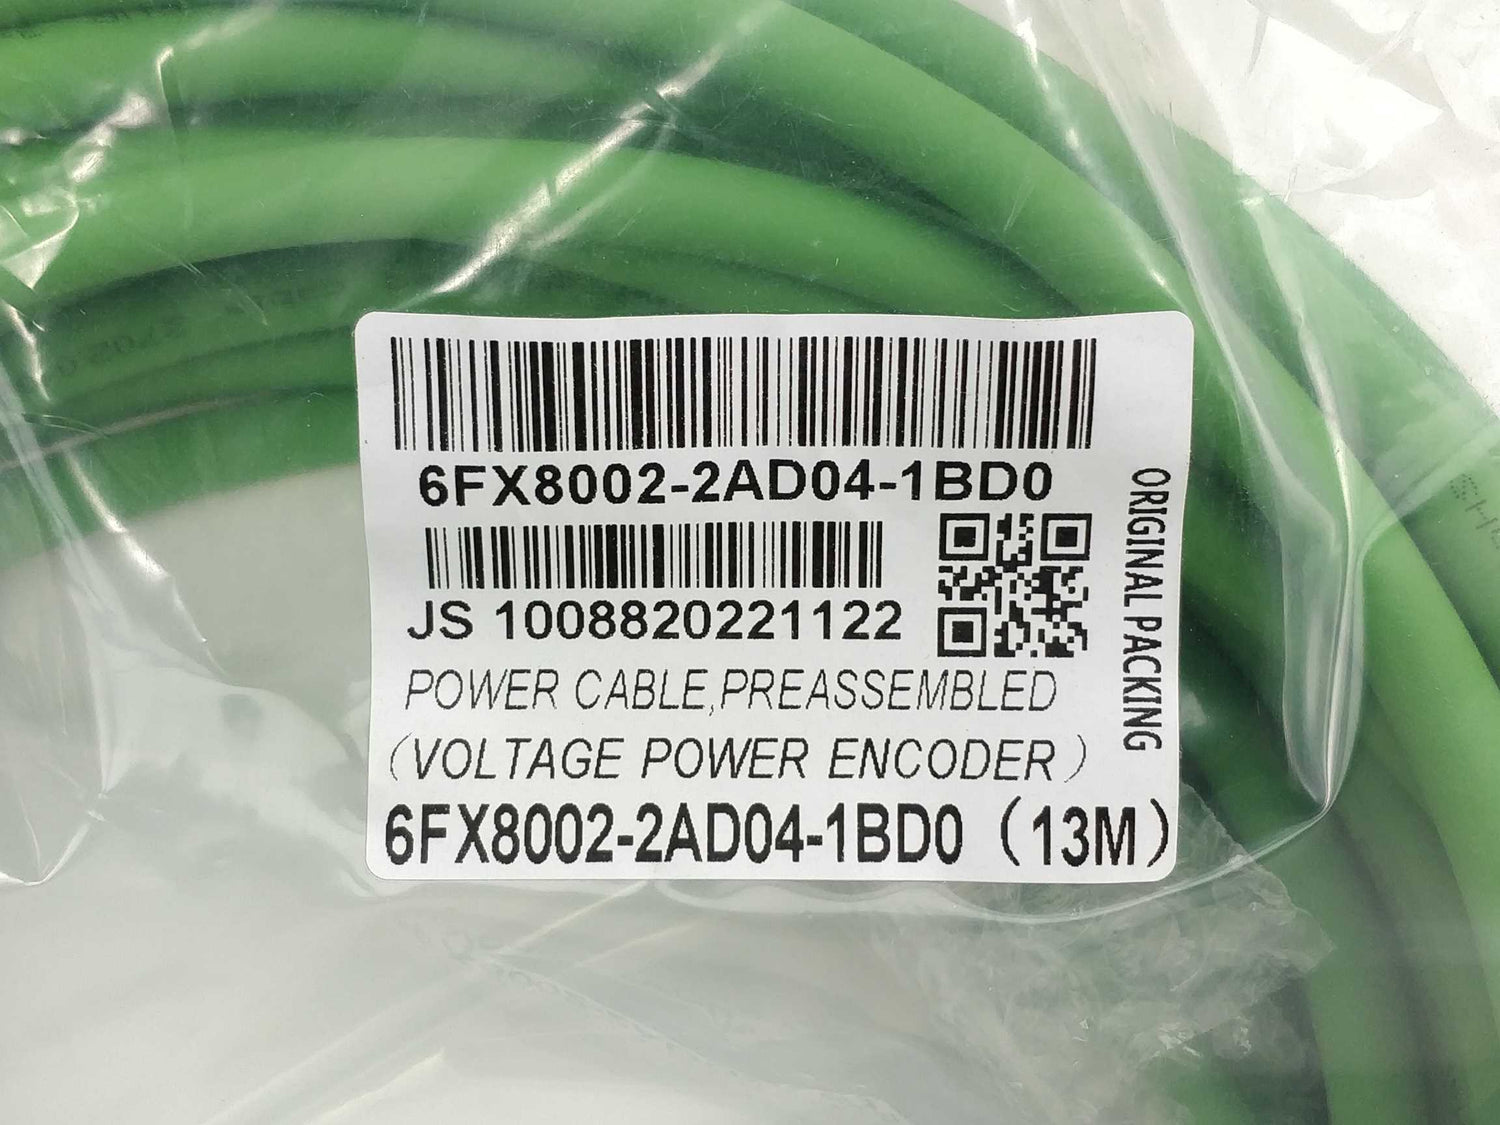 6FX8002-2AD04-1BD0
JS 1008820221122
POWER CABLE,PREASSEMBLED
(VOLTAGE POWER ENCODER)
6FX8002-2AD04-1BD0 (13M)
ORIGINAL PACKING